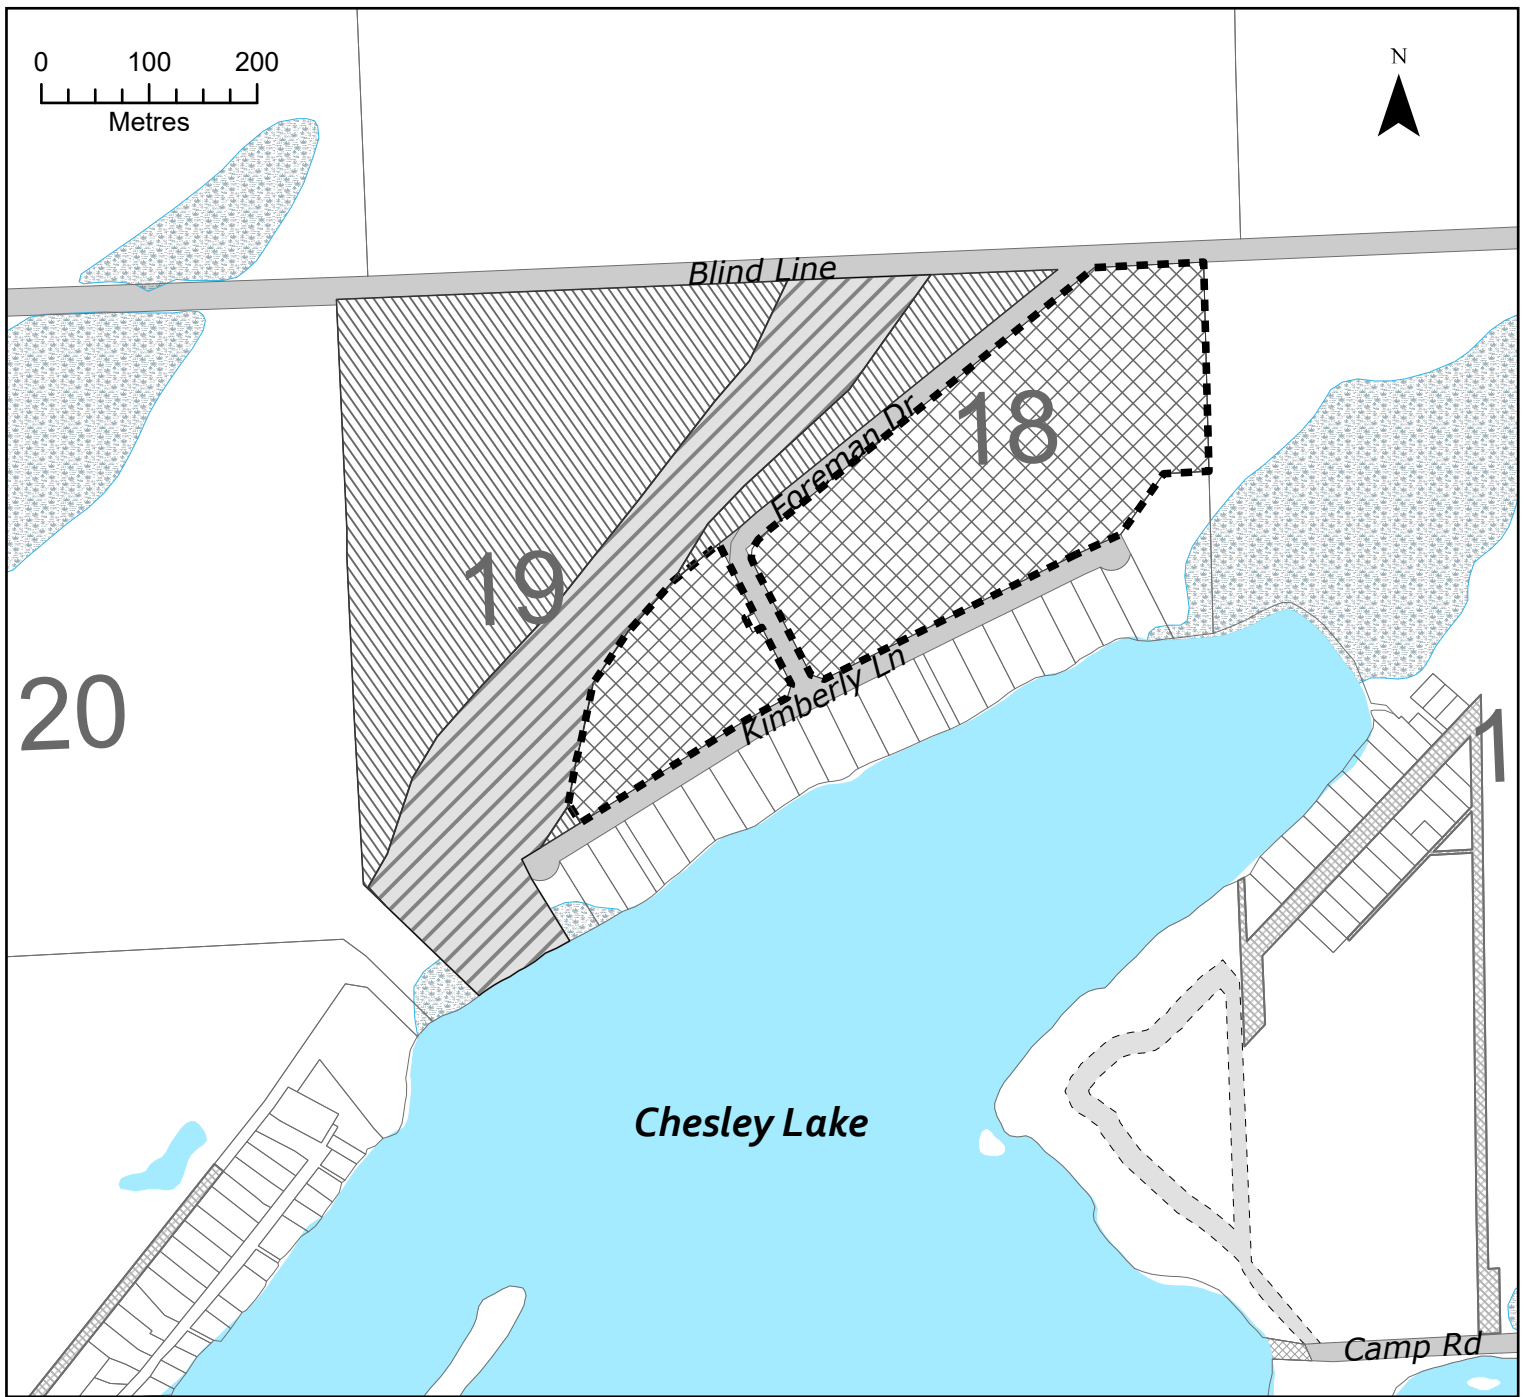 0 100 200
Metres
N
Blind Line
18
Foreman Dr
19
20
Kimberly Ln
1
Chesley Lake
Camp Rd